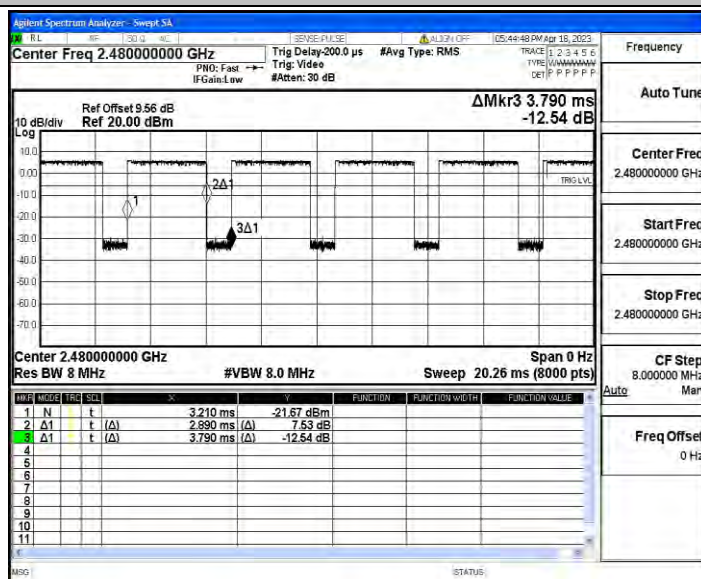 Agilent Spectrum Analyzer - Swept SA
RL RF 50 Ω AC SENSE:PULSE ALIGN OFF 05:44:48 PM Apr 18, 2023
Center Freq 2.480000000 GHz
PNO: Fast
IFGain:Low
Trig Delay-200.0 µs
Trig: Video
#Atten: 30 dB
#Avg Type: RMS
TRACE 1 2 3 4 5 6
TYPE WWWWWW
DET P P P P P P
Ref Offset 9.56 dB
10 dB/div Ref 20.00 dBm
Log
ΔMkr3 3.790 ms
-12.54 dB
10.0
0.00
-10.0
-20.0
-30.0
-40.0
-50.0
-60.0
-70.0
TRIG LVL
1
2Δ1
3Δ1
Center 2.480000000 GHz Span 0 Hz
Res BW 8 MHz #VBW 8.0 MHz Sweep 20.26 ms (8000 pts)
MKR MODE TRC SCL X Y FUNCTION FUNCTION WIDTH FUNCTION VALUE
1 N t 3.210 ms -21.67 dBm
2 Δ1 t (Δ) 2.890 ms (Δ) 7.53 dB
3 Δ1 t (Δ) 3.790 ms (Δ) -12.54 dB
4
5
6
7
8
9
10
11
MSG STATUS
Frequency
Auto Tune
Center Freq
2.480000000 GHz
Start Freq
2.480000000 GHz
Stop Freq
2.480000000 GHz
CF Step
8.000000 MHz
Auto Man
Freq Offset
0 Hz